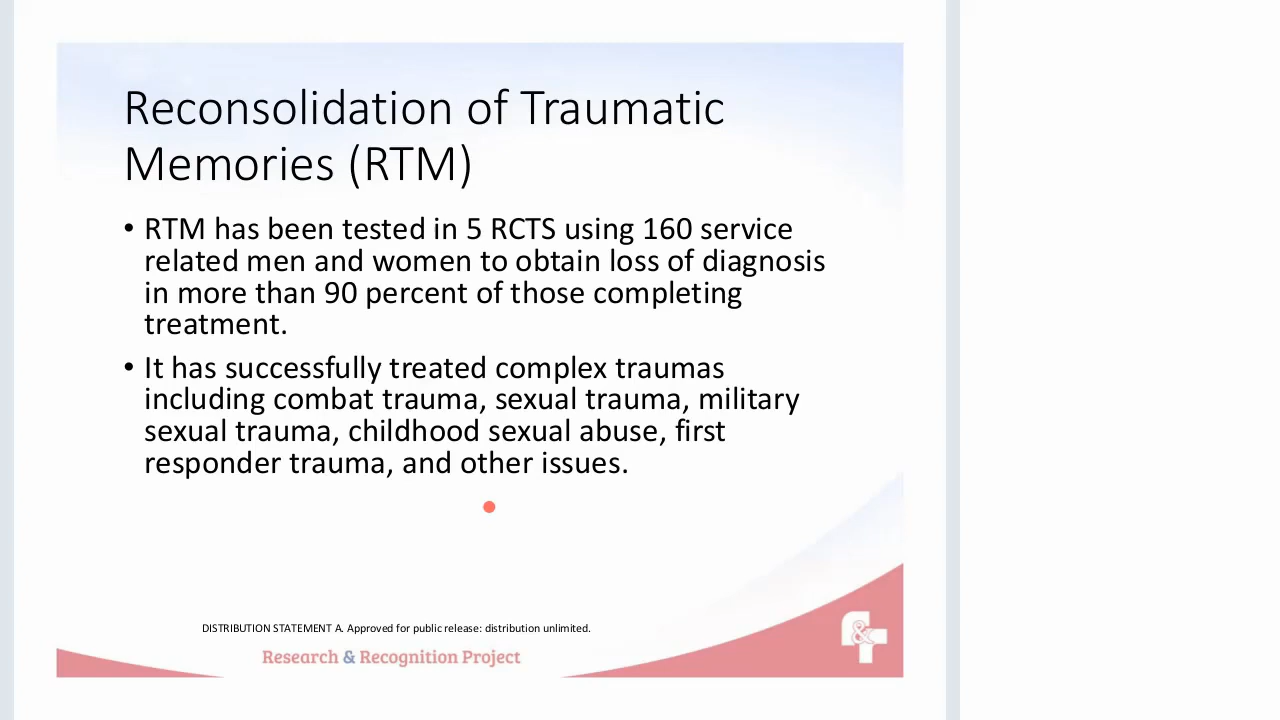 Reconsolidation of Traumatic
Memories (RTM)
• RTM has been tested in 5 RCTS using 160 service
related men and women to obtain loss of diagnosis
in more than 90 percent of those completing
treatment.
• It has successfully treated complex traumas
including combat trauma, sexual trauma, military
sexual trauma, childhood sexual abuse, first
responder trauma, and other issues.
DISTRIBUTION STATEMENT A. Approved for public release: distribution unlimited.
Research & Recognition Project